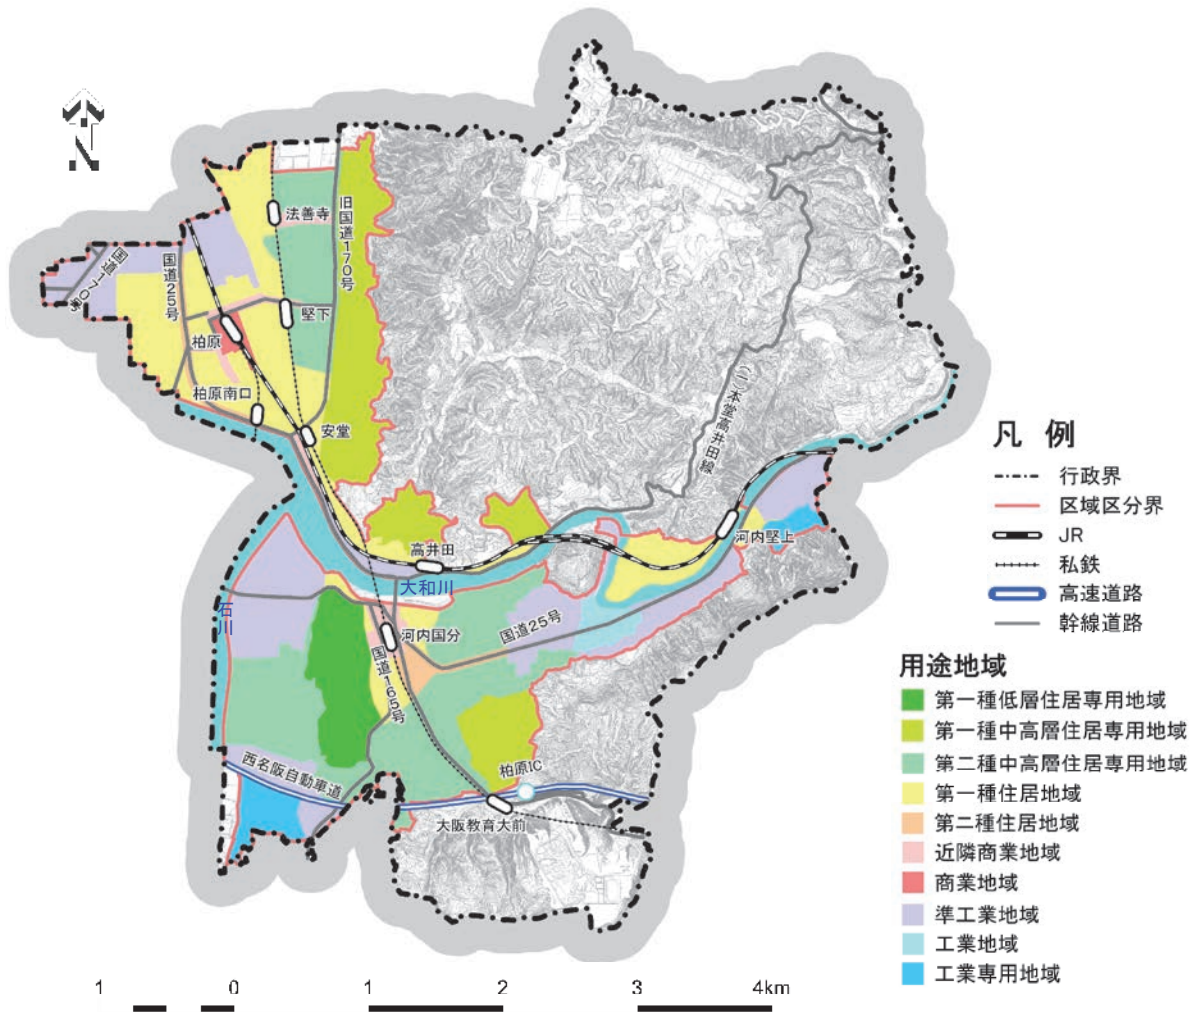 N
法善寺
旧国道170号
国道170号
国道25号
堅下
柏原
柏原南口
安堂
(一)本堂高井田線
高井田
河内堅上
大和川
石川
国道25号
河内国分
国道165号
西名阪自動車道
柏原IC
大阪教育大前
凡 例
行政界
区域区分界
JR
私鉄
高速道路
幹線道路
用途地域
第一種低層住居専用地域
第一種中高層住居専用地域
第二種中高層住居専用地域
第一種住居地域
第二種住居地域
近隣商業地域
商業地域
準工業地域
工業地域
工業専用地域
1 0 1 2 3 4km